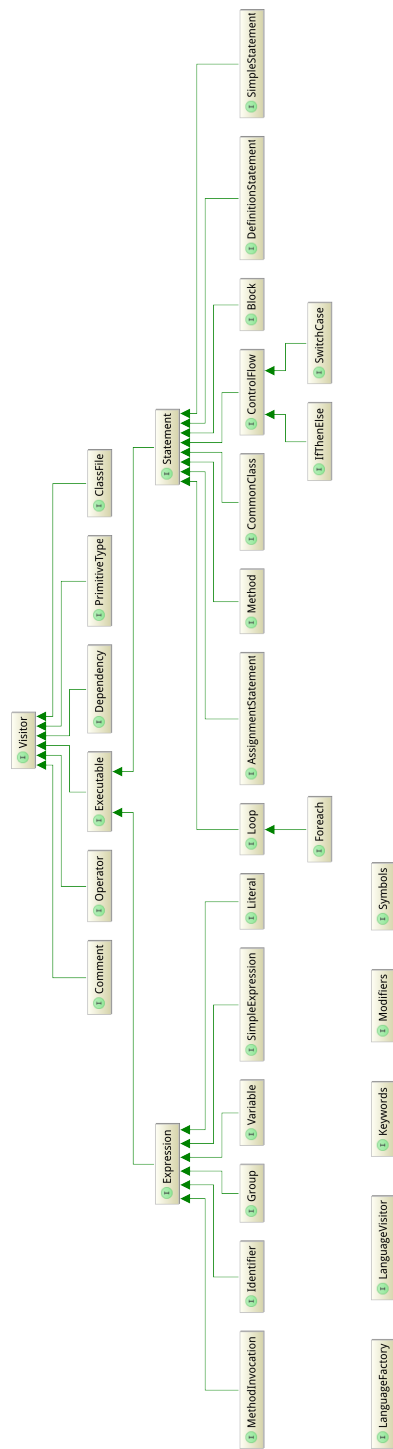 Visitor
Comment
Operator
Executable
Dependency
PrimitiveType
ClassFile
Expression
Statement
MethodInvocation
Identifier
Group
Variable
SimpleExpression
Literal
Loop
AssignmentStatement
Method
CommonClass
ControlFlow
Block
DefinitionStatement
SimpleStatement
Foreach
IfThenElse
SwitchCase
LanguageFactory
LanguageVisitor
Keywords
Modifiers
Symbols